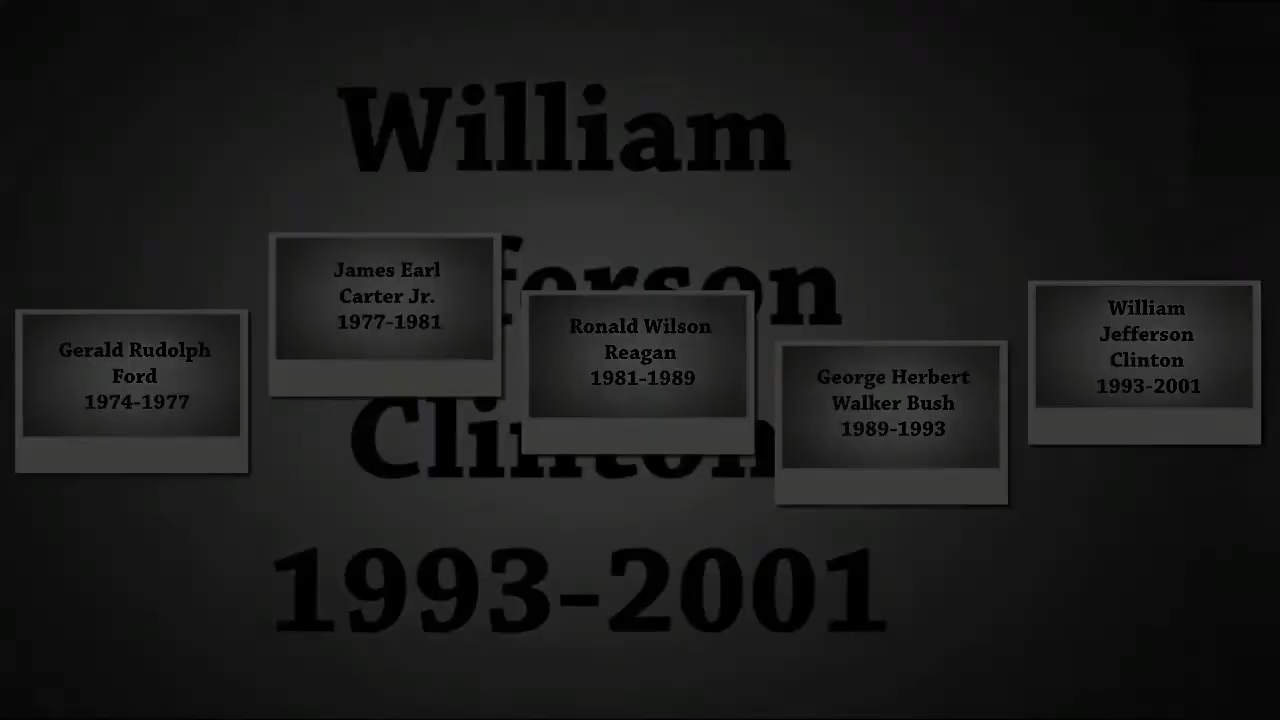 William
fferson
Clinton
1993-2001
Gerald Rudolph
Ford
1974-1977
James Earl
Carter Jr.
1977-1981
Ronald Wilson
Reagan
1981-1989
George Herbert
Walker Bush
1989-1993
William
Jefferson
Clinton
1993-2001